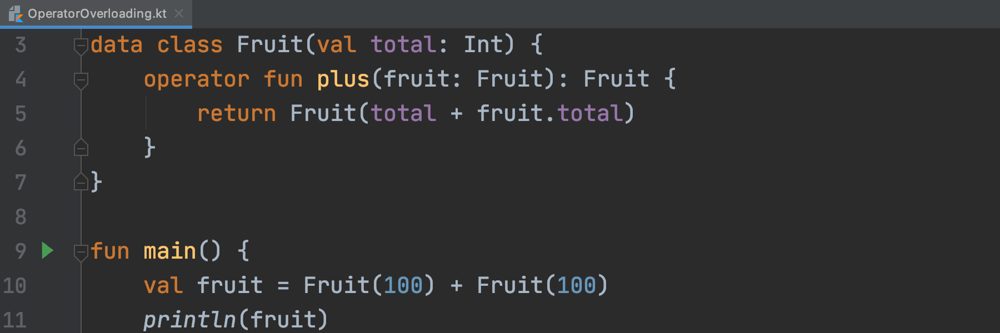 OperatorOverloading.kt
3 data class Fruit(val total: Int) {
4     operator fun plus(fruit: Fruit): Fruit {
5         return Fruit(total + fruit.total)
6     }
7 }
8
9 fun main() {
10     val fruit = Fruit(100) + Fruit(100)
11     println(fruit)